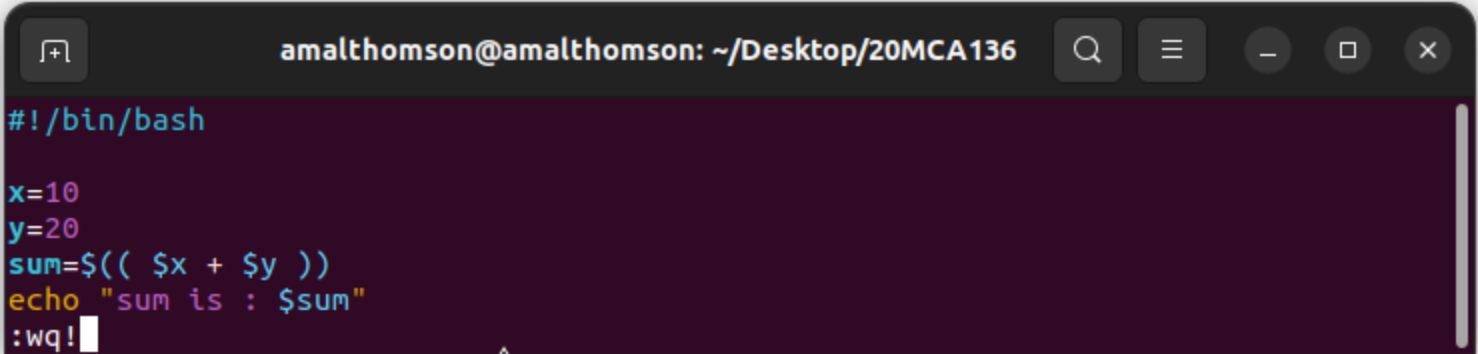 amalthomson@amalthomson: ~/Desktop/20MCA136
#!/bin/bash
x=10
y=20
sum=$(( $x + $y ))
echo "sum is : $sum"
:wq!